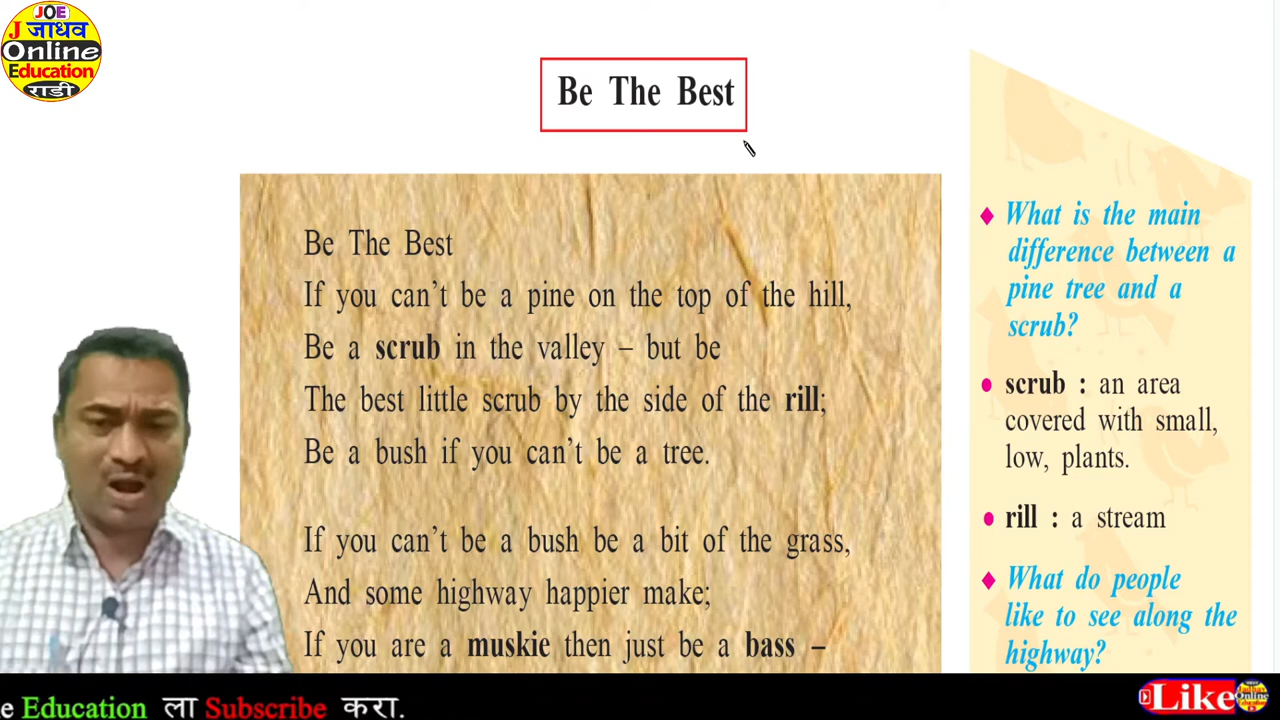 JOE
J जाधव
Online
Education
राडी
Be The Best
Be The Best
If you can't be a pine on the top of the hill,
Be a scrub in the valley – but be
The best little scrub by the side of the rill;
Be a bush if you can't be a tree.
If you can't be a bush be a bit of the grass,
And some highway happier make;
If you are a muskie then just be a bass –
What is the main
difference between a
pine tree and a
scrub?
scrub : an area
covered with small,
low, plants.
rill : a stream
What do people
like to see along the
highway?
e Education ला Subscribe करा.
Like